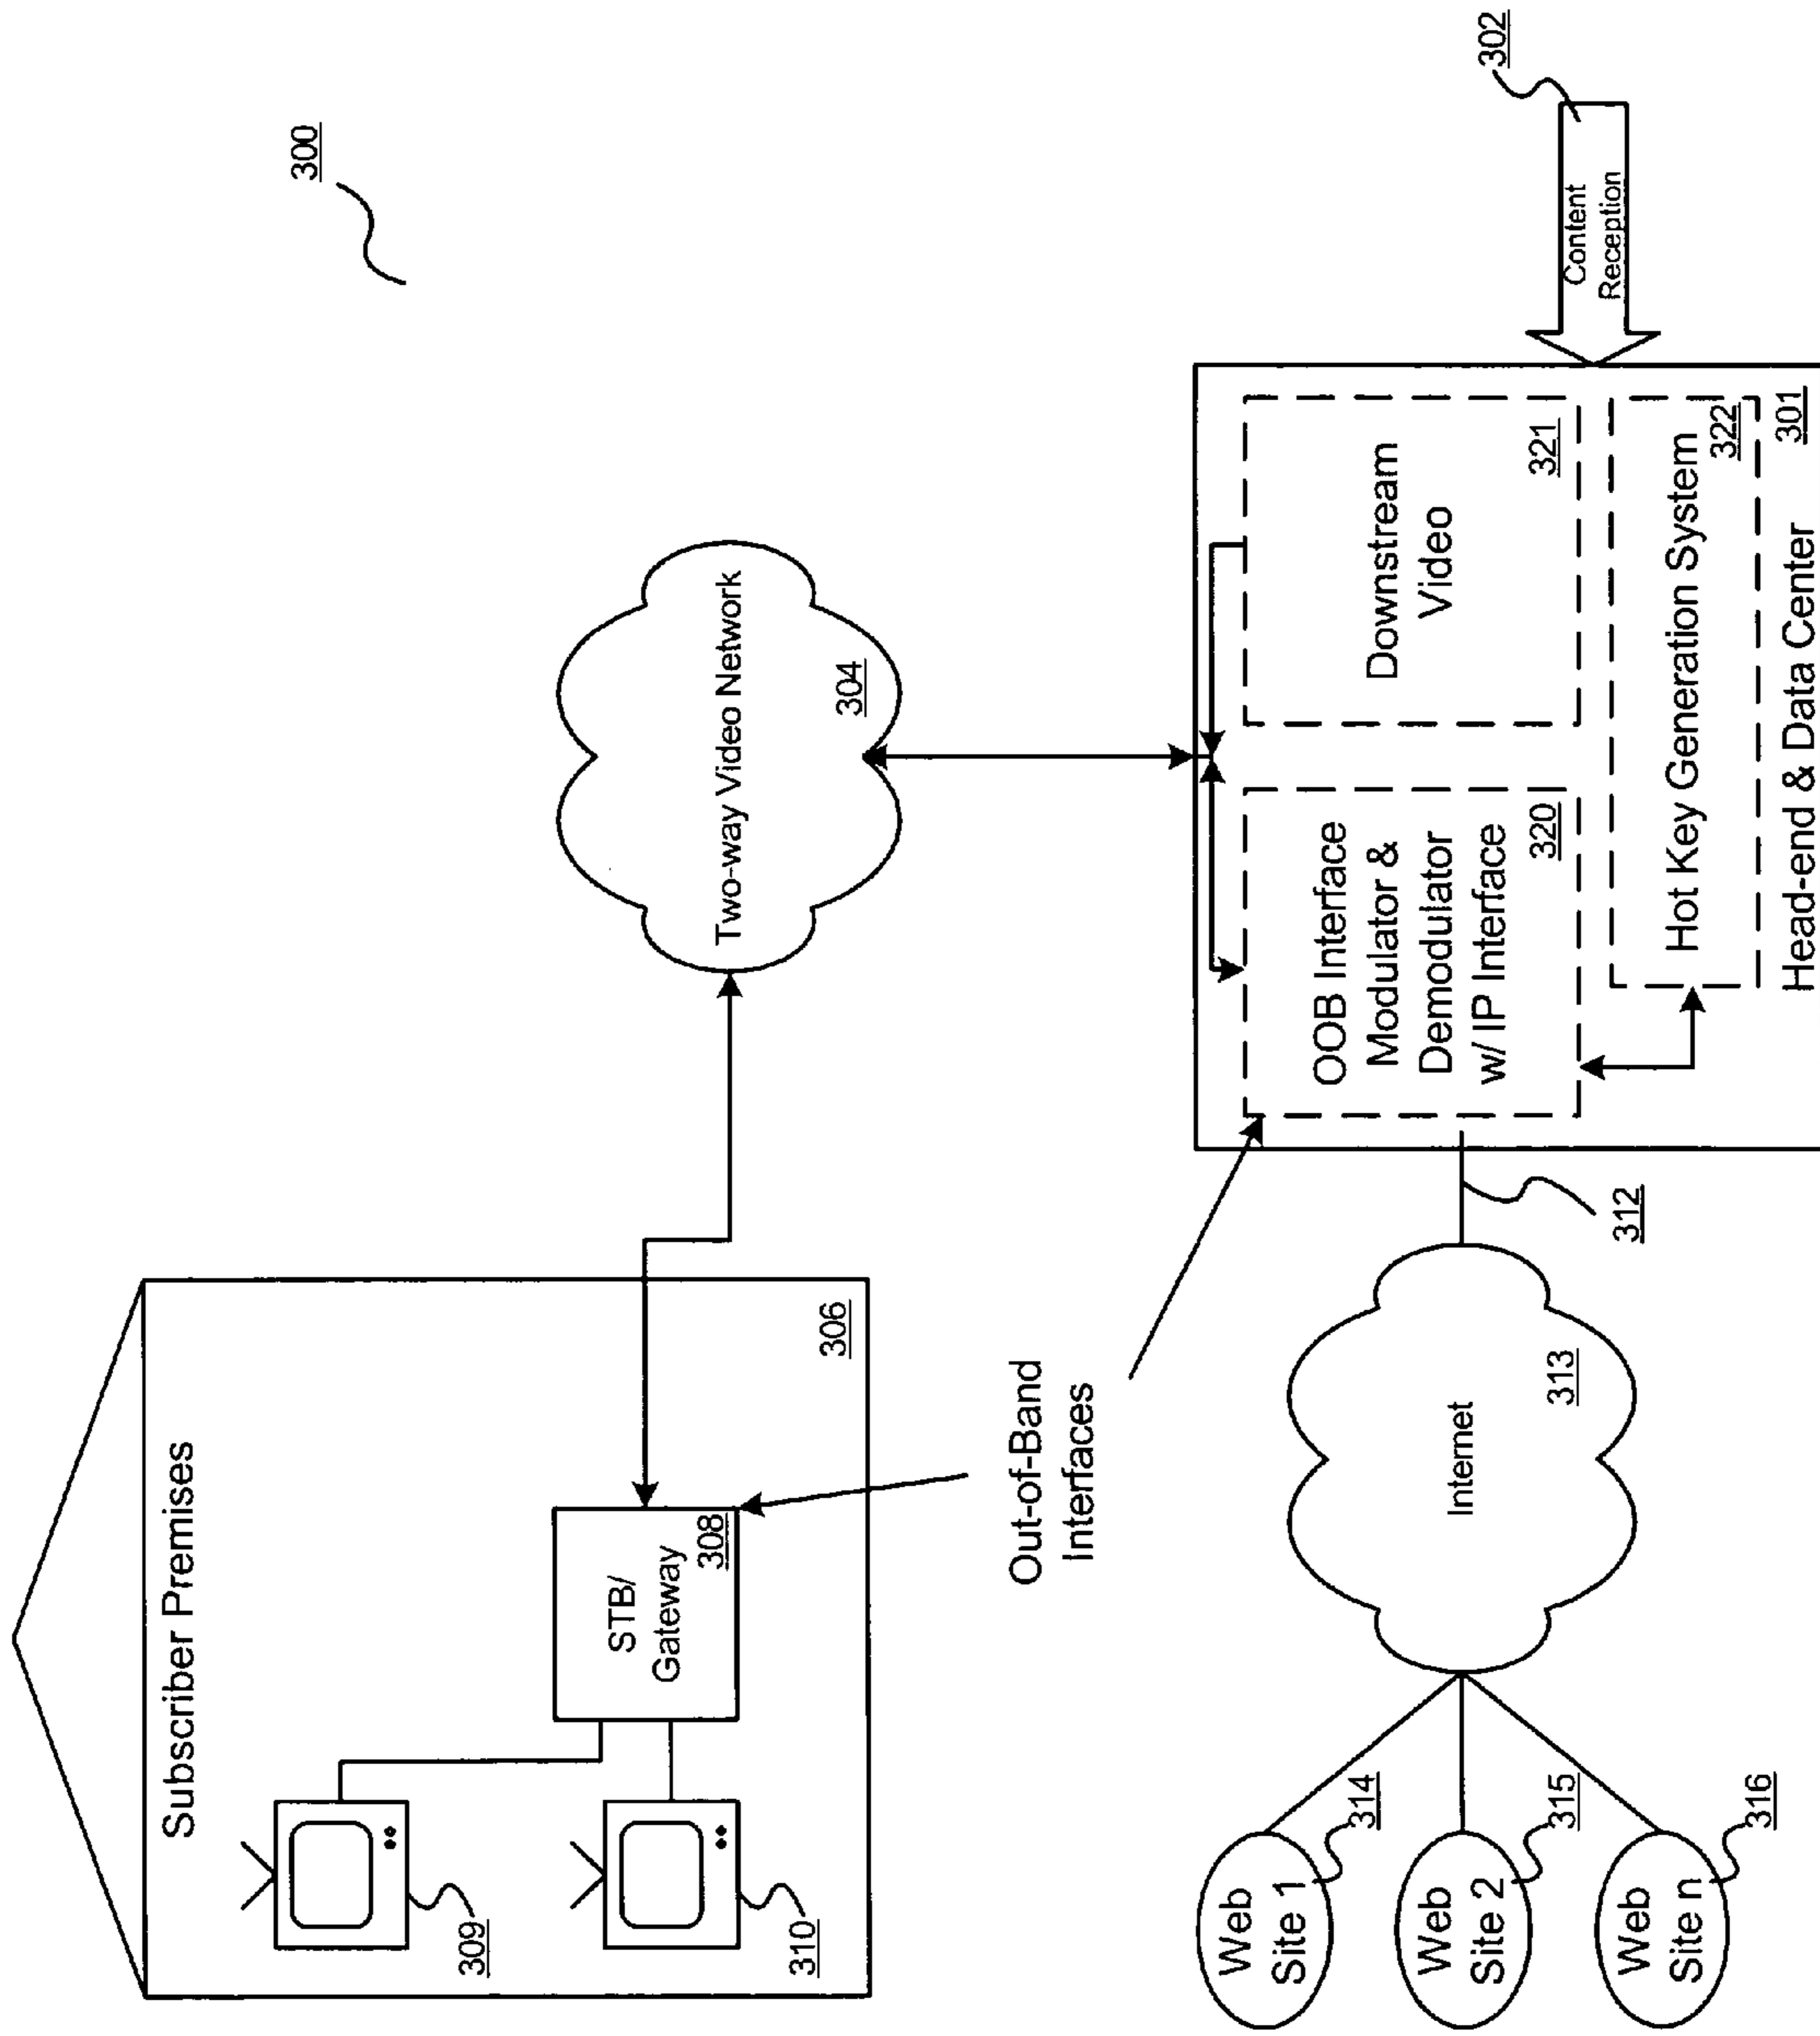 300
Subscriber Premises
309
310
STB/
Gateway
308
306
Two-way Video Network
304
Out-of-Band
Interfaces
Web
Site 1
314
Web
Site 2
315
Web
Site n
316
Internet
313
312
OOB Interface
Modulator &
Demodulator
w/ IP Interface
320
Downstream
Video
321
Hot Key Generation System
322
Head-end & Data Center
301
Content
Reception
302